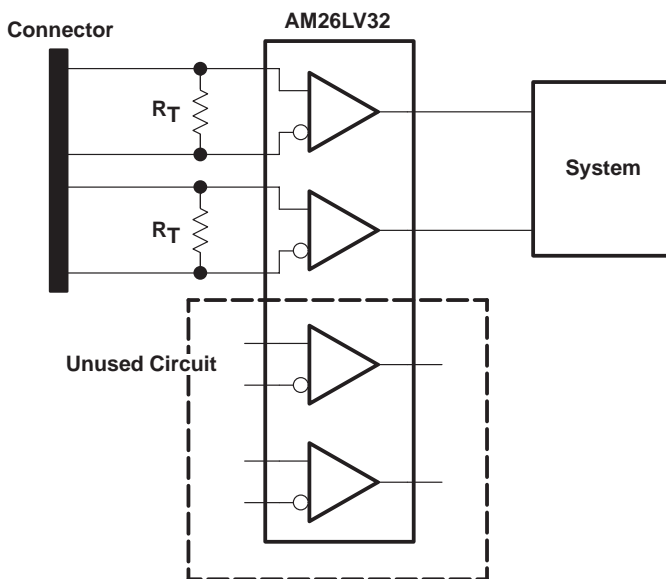 AM26LV32
Connector
RT
System
RT
Unused Circuit